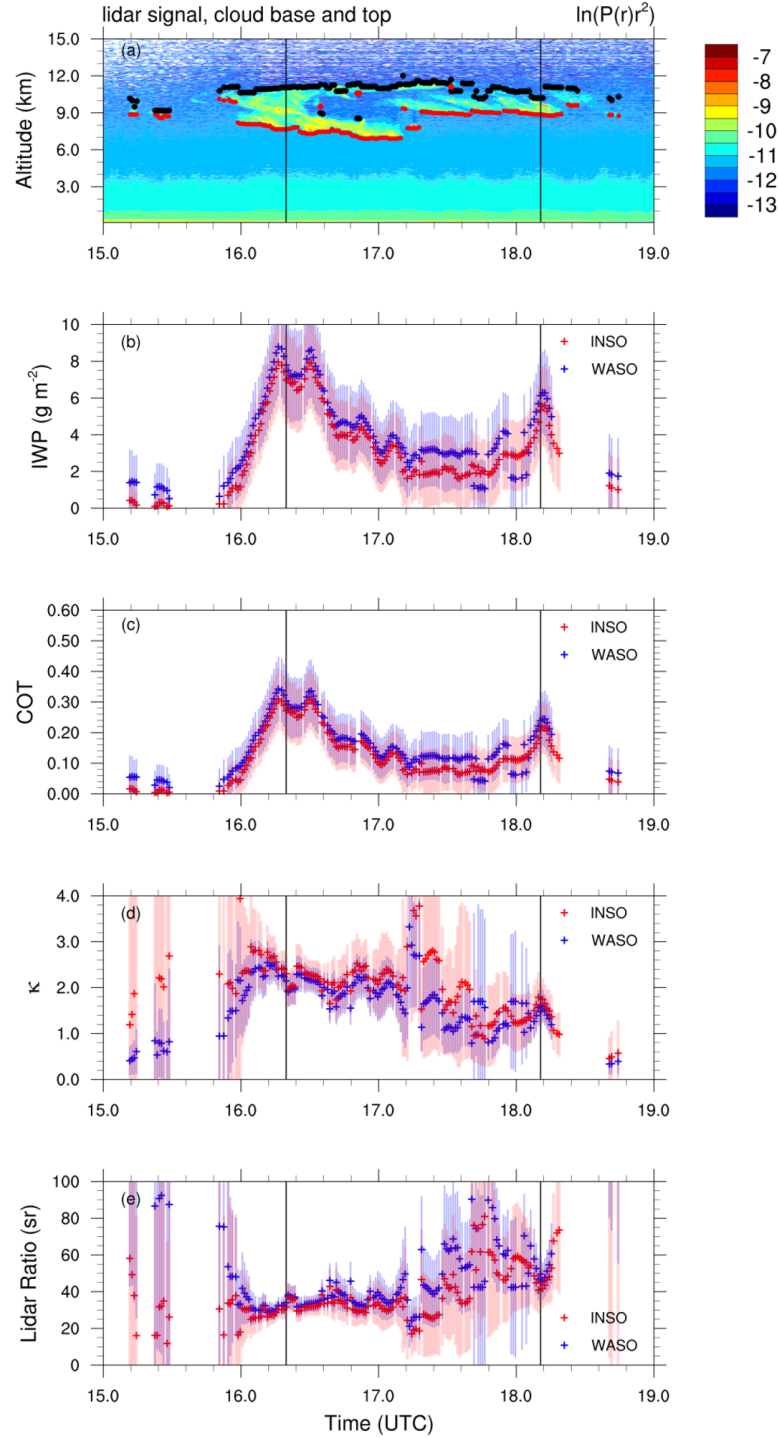 lidar signal, cloud base and top ln(P(r)r²)
(a)
Altitude (km)
15.0
12.0
9.0
6.0
3.0
15.0 16.0 17.0 18.0 19.0
-7
-8
-9
-10
-11
-12
-13
(b)
IWP (g m⁻²)
10
8
6
4
2
0
INSO
WASO
15.0 16.0 17.0 18.0 19.0
(c)
COT
0.60
0.50
0.40
0.30
0.20
0.10
0.00
INSO
WASO
15.0 16.0 17.0 18.0 19.0
(d)
κ
4.0
3.0
2.0
1.0
0.0
INSO
WASO
15.0 16.0 17.0 18.0 19.0
(e)
Lidar Ratio (sr)
100
80
60
40
20
0
INSO
WASO
15.0 16.0 17.0 18.0 19.0
Time (UTC)